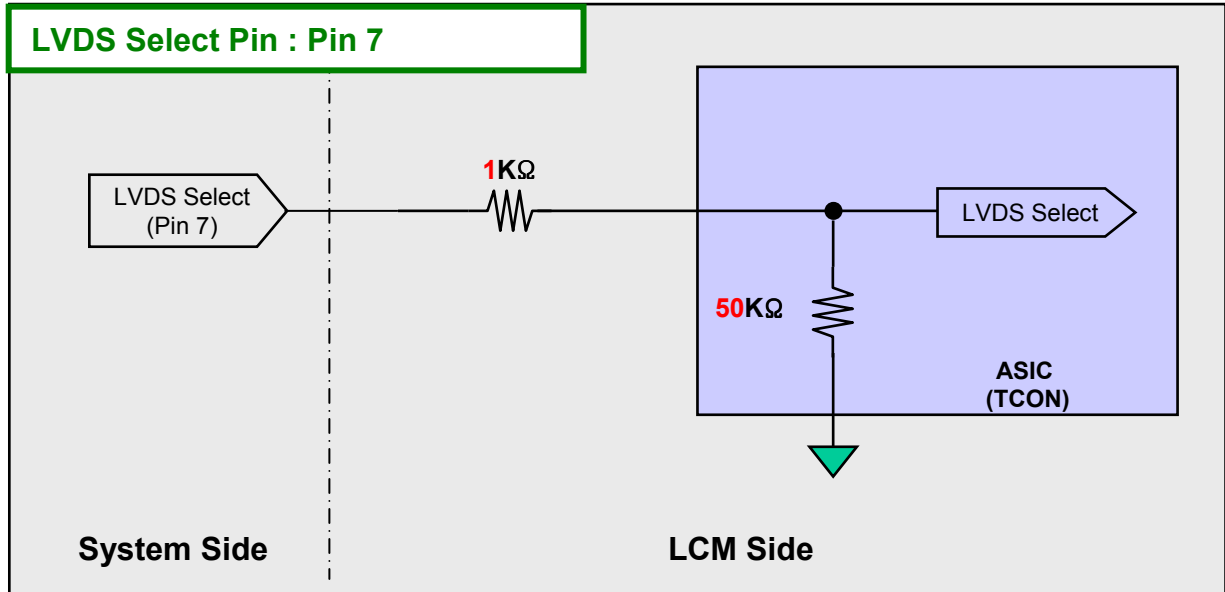 LVDS Select Pin : Pin 7
1KΩ
LVDS Select
(Pin 7)
LVDS Select
50KΩ
ASIC
(TCON)
System Side
LCM Side